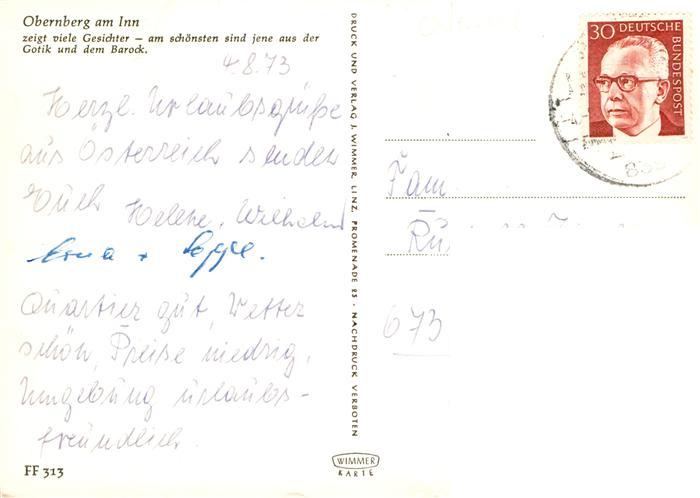 Obernberg am Inn
zeigt viele Gesichter – am schönsten sind jene aus der
Gotik und dem Barock.
4.8.73
Herzl. Urlaubsgrüße
aus Österreich senden
Euch Helene, Wilhelm
Erna +
Quartier gut, Wetter
schön, Preise niedrig,
Umgebung urlaubs-
freundlich.
FF 313
DRUCK UND VERLAG J. WIMMER, LINZ, PROMENADE 23 · NACHDRUCK VERBOTEN
WIMMER
KARTE
30 DEUTSCHE
BUNDESPOST
Fam.
673